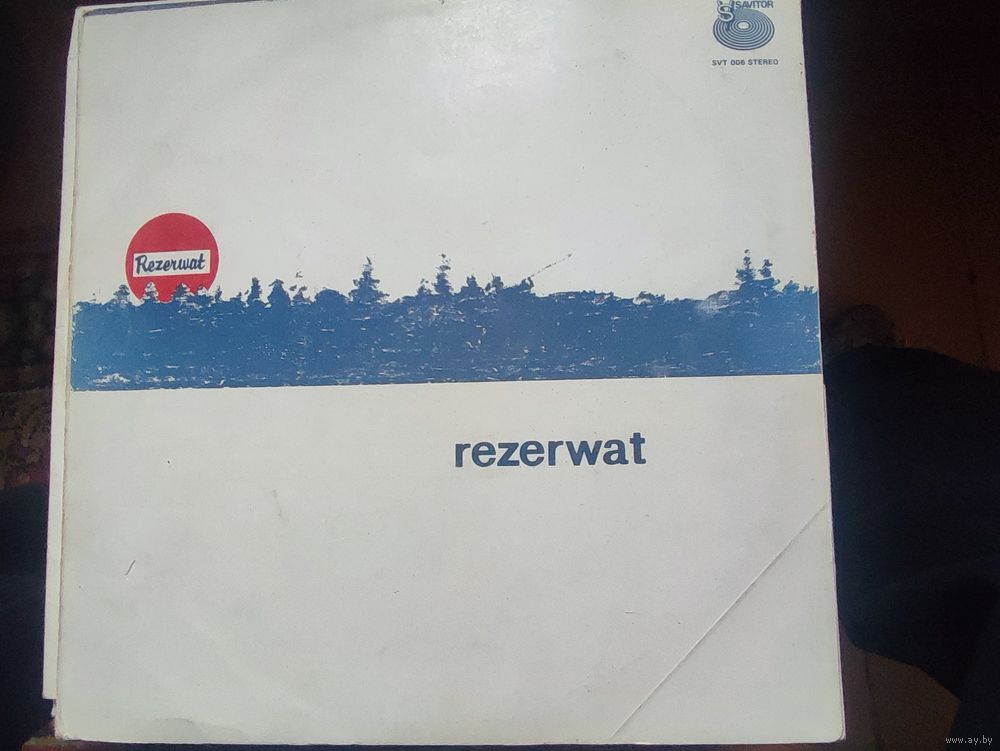 SAVITOR
SVT 006 STEREO
Rezerwat
rezerwat
www.ay.by